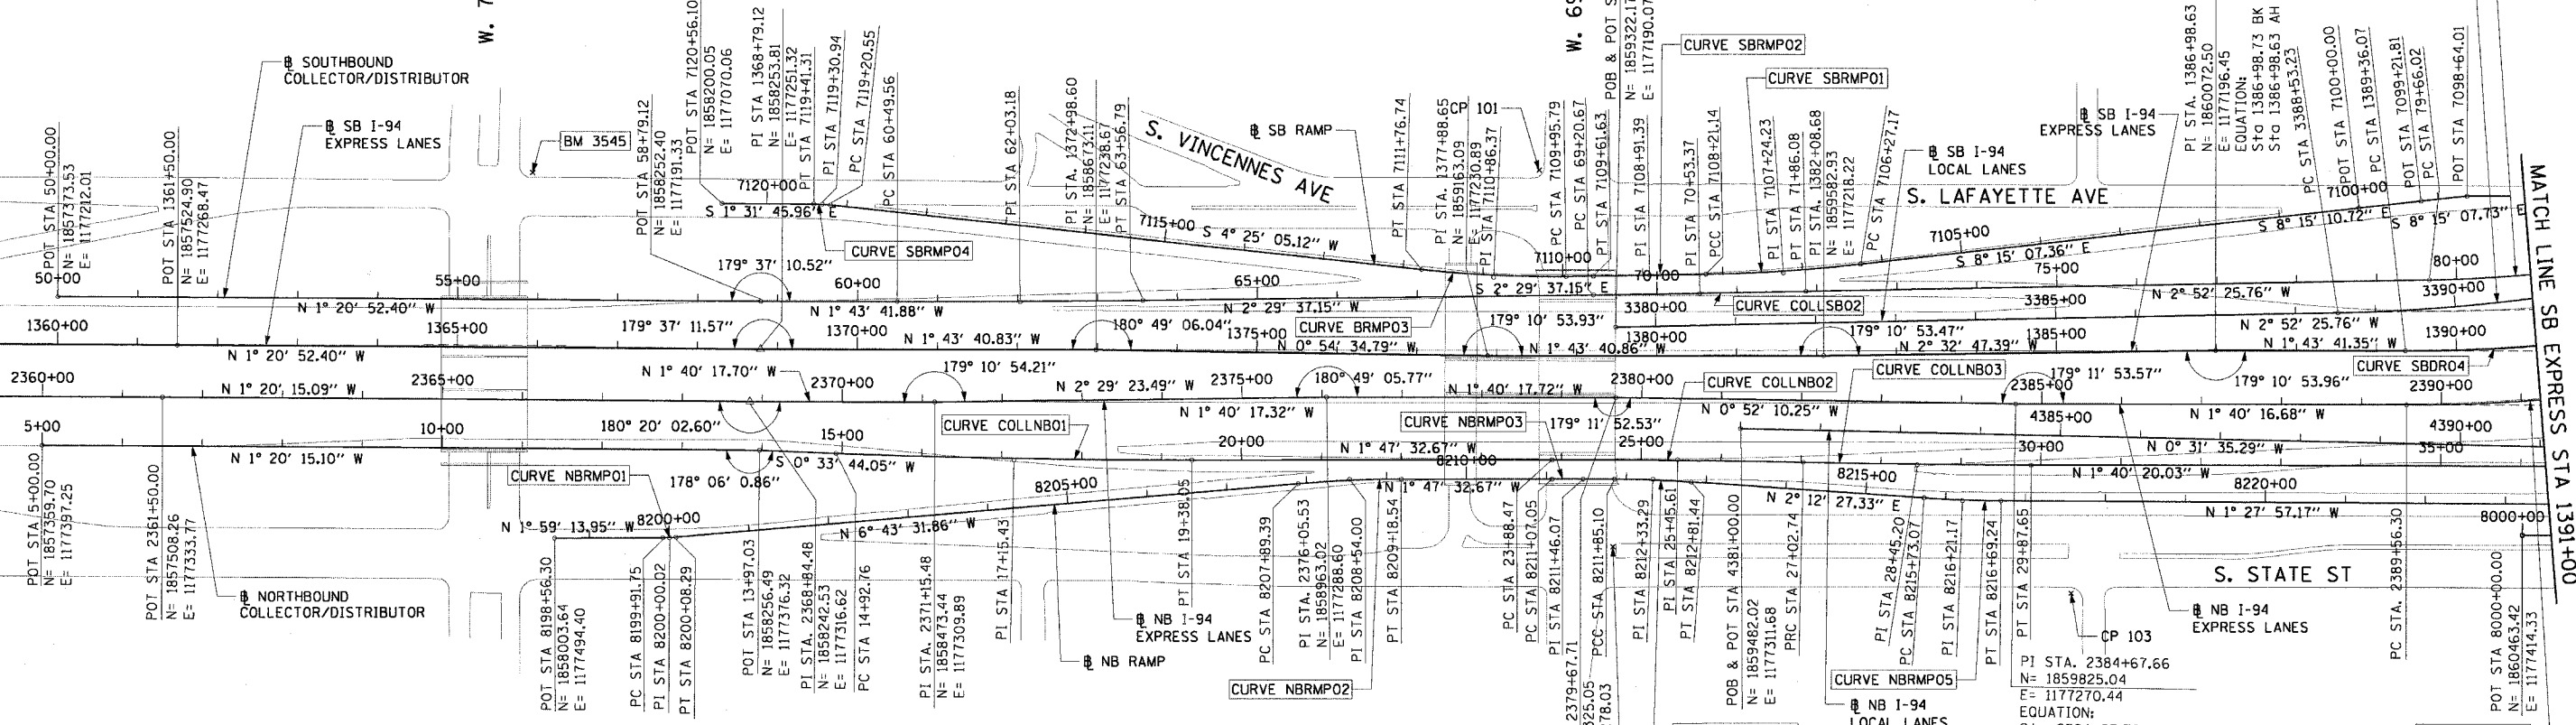 W. 7
W. 69
℄ SOUTHBOUND
COLLECTOR/DISTRIBUTOR
℄ SB I-94
EXPRESS LANES
BM 3545
POT STA 50+00.00
N= 1857373.53
E= 1177212.01
POT STA 1361+50.00
N= 1857524.90
E= 1177268.47
POT STA 58+79.12
N= 1858252.40
E= 1177191.33
POT STA 7120+56.10
N= 1858200.05
E= 1177070.06
PI STA 1368+79.12
N= 1858253.81
E= 1177251.32
PT STA 7119+41.31
PI STA 7119+30.94
PC STA 7119+20.55
PC STA 60+49.56
PI STA 62+03.18
PI STA. 1372+98.60
N= 1858673.11
E= 1177238.67
PT STA 63+56.79
S. VINCENNES AVE
℄ SB RAMP
PT STA 7111+76.74
PI STA. 1377+88.65
N= 1859163.09
E= 1177230.89
PI STA 7110+86.37
CP 101
PC STA 7109+95.79
PC STA 69+20.67
PT STA 7109+61.63
POB & POT S
N= 1859322.17
E= 1177190.07
PI STA 7108+91.39
CURVE SBRMP02
PI STA 70+53.37
PCC STA 7108+21.14
CURVE SBRMP01
PI STA 7107+24.23
PT STA 71+86.08
PI STA. 1382+08.68
N= 1859582.93
E= 1177218.22
PC STA 7106+27.17
℄ SB I-94
LOCAL LANES
S. LAFAYETTE AVE
℄ SB I-94
EXPRESS LANES
PI STA. 1386+98.63
N= 1860072.50
E= 1177196.45
EQUATION:
Sta 1386+98.73 BK
Sta 1386+98.63 AH
PC STA 3388+53.23
POT STA 7100+00.00
PC STA 1389+36.07
POT STA 7099+21.81
PC STA 79+66.02
POT STA 7098+64.01
MATCH LINE SB EXPRESS STA 1391+00
7120+00
S 1° 31' 45.96" E
CURVE SBRMP04
7115+00
S 4° 25' 05.12" W
7110+00
7105+00
S 8° 15' 07.36" E
7100+00
S 8° 15' 10.72" E
S 8° 15' 07.73" E
50+00
N 1° 20' 52.40" W
55+00
179° 37' 10.52"
60+00
N 1° 43' 41.88" W
65+00
N 2° 29' 37.15" W
S 2° 29' 37.15" E
70+00
CURVE COLLSB02
75+00
N 2° 52' 25.76" W
80+00
3380+00
3385+00
3390+00
N 2° 52' 25.76" W
1360+00
N 1° 20' 52.40" W
1365+00
179° 37' 11.57"
1370+00
N 1° 43' 40.83" W
180° 49' 06.04"
1375+00
CURVE BRMP03
N 0° 54' 34.79" W
179° 10' 53.93"
N 1° 43' 40.86" W
1380+00
179° 10' 53.47"
N 2° 32' 47.39" W
1385+00
N 1° 43' 41.35" W
1390+00
179° 10' 53.96"
CURVE SBDR04
2360+00
N 1° 20' 15.09" W
2365+00
N 1° 40' 17.70" W
2370+00
179° 10' 54.21"
N 2° 29' 23.49" W
2375+00
180° 49' 05.77"
N 1° 40' 17.32" W
N 1° 40' 17.72" W
2380+00
CURVE COLLNB02
N 0° 52' 10.25" W
CURVE COLLNB03
2385+00
179° 11' 53.57"
N 1° 40' 16.68" W
2390+00
4385+00
4390+00
N 0° 31' 35.29" W
5+00
N 1° 20' 15.10" W
10+00
180° 20' 02.60"
178° 06' 0.86"
15+00
S 0° 33' 44.05" W
CURVE COLLNB01
20+00
N 1° 47' 32.67" W
CURVE NBRMP03
179° 11' 52.53"
25+00
30+00
N 1° 40' 20.03" W
35+00
CURVE NBRMP01
N 1° 59' 13.95" W
8200+00
N 6° 43' 31.86" W
8205+00
8210+00
N 1° 47' 32.67" W
8215+00
N 2° 12' 27.33" E
8220+00
N 1° 27' 57.17" W
8000+00
POT STA 5+00.00
N= 1857359.70
E= 1177397.25
POT STA 2361+50.00
N= 1857508.26
E= 1177333.77
℄ NORTHBOUND
COLLECTOR/DISTRIBUTOR
POT STA 8198+56.30
N= 1858003.64
E= 1177494.40
PC STA 8199+91.75
PI STA 8200+00.02
PT STA 8200+08.29
POT STA 13+97.03
N= 1858256.49
E= 1177376.32
PI STA. 2368+84.48
N= 1858242.53
E= 1177316.62
PC STA 14+92.76
PI STA. 2371+15.48
N= 1858473.44
E= 1177309.89
PI STA 17+15.43
℄ NB RAMP
℄ NB I-94
EXPRESS LANES
PT STA 19+38.05
PC STA 8207+89.39
PI STA. 2376+05.53
N= 1858963.02
E= 1177288.60
PI STA 8208+54.00
CURVE NBRMP02
PT STA 8209+18.54
PC STA 23+88.47
PC STA 8211+07.05
PI STA 8211+46.07
2379+67.71
325.05
278.03
PCC STA 8211+85.10
PI STA 8212+33.29
PI STA 25+45.61
PT STA 8212+81.44
POB & POT STA 4381+00.00
N= 1859482.02
E= 1177311.68
PRC STA 27+02.74
℄ NB I-94
LOCAL LANES
CURVE NBRMP05
PI STA 28+45.20
PC STA 8215+73.07
PI STA 8216+21.17
PT STA 8216+69.24
PT STA 29+87.65
PI STA. 2384+67.66
N= 1859825.04
E= 1177270.44
EQUATION:
CP 103
℄ NB I-94
EXPRESS LANES
S. STATE ST
PC STA. 2389+56.30
POT STA 8000+00.00
N= 1860463.42
E= 1177414.33